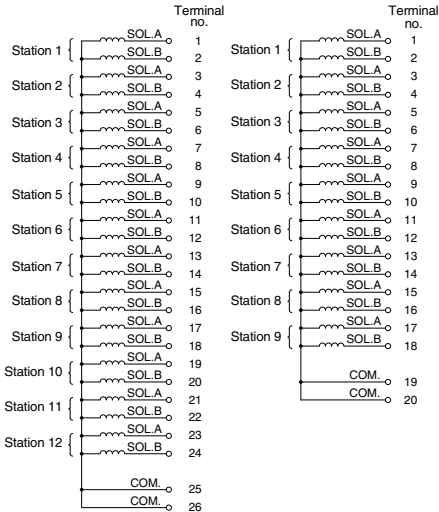 Terminal
no.
SOL.A 1
Station 1
SOL.B 2
SOL.A 3
Station 2
SOL.B 4
SOL.A 5
Station 3
SOL.B 6
SOL.A 7
Station 4
SOL.B 8
SOL.A 9
Station 5
SOL.B 10
SOL.A 11
Station 6
SOL.B 12
SOL.A 13
Station 7
SOL.B 14
SOL.A 15
Station 8
SOL.B 16
SOL.A 17
Station 9
SOL.B 18
SOL.A 19
Station 10
SOL.B 20
SOL.A 21
Station 11
SOL.B 22
SOL.A 23
Station 12
SOL.B 24
COM. 25
COM. 26
Terminal
no.
SOL.A 1
Station 1
SOL.B 2
SOL.A 3
Station 2
SOL.B 4
SOL.A 5
Station 3
SOL.B 6
SOL.A 7
Station 4
SOL.B 8
SOL.A 9
Station 5
SOL.B 10
SOL.A 11
Station 6
SOL.B 12
SOL.A 13
Station 7
SOL.B 14
SOL.A 15
Station 8
SOL.B 16
SOL.A 17
Station 9
SOL.B 18
COM. 19
COM. 20